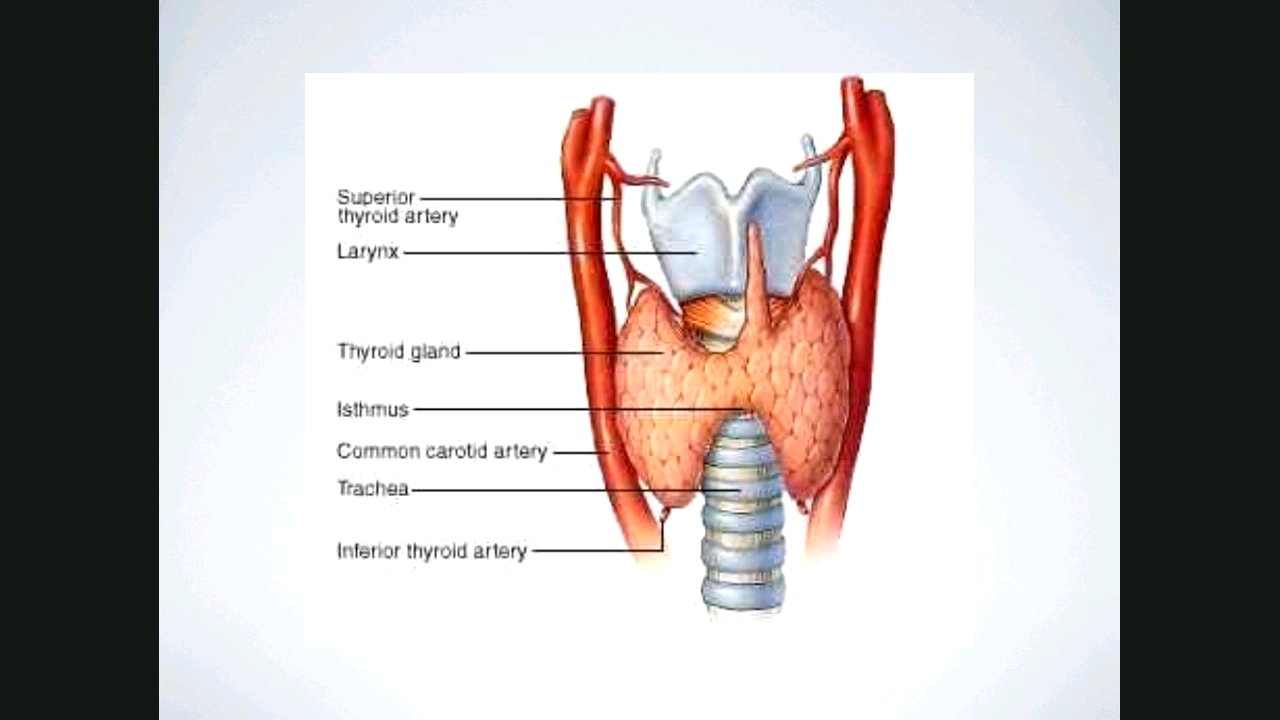 Superior
thyroid artery
Larynx
Thyroid gland
Isthmus
Common carotid artery
Trachea
Inferior thyroid artery